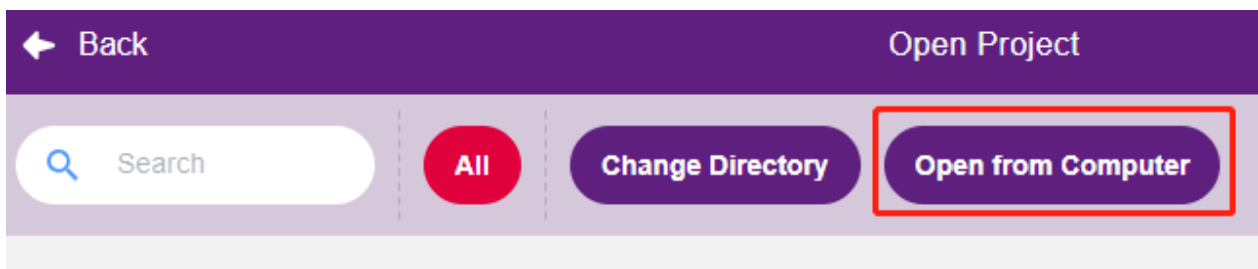 Back
Open Project
Search
All
Change Directory
Open from Computer